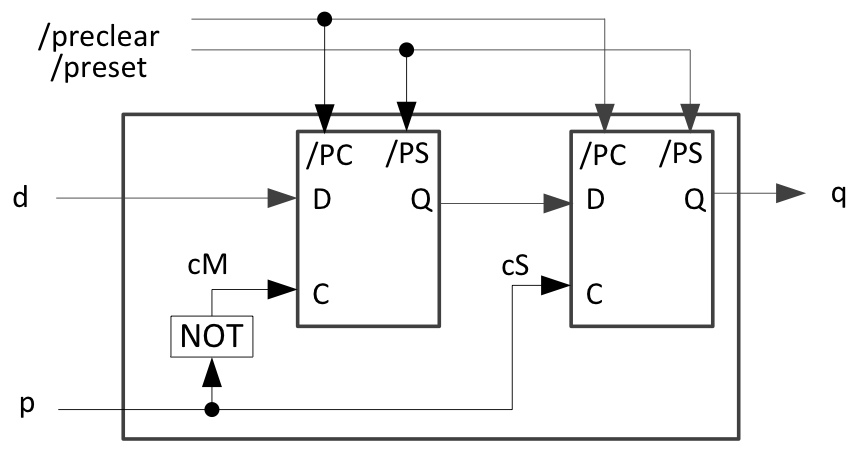 /preclear
/preset
/PC /PS
D Q
C
/PC /PS
D Q
C
d
q
cM
cS
NOT
p